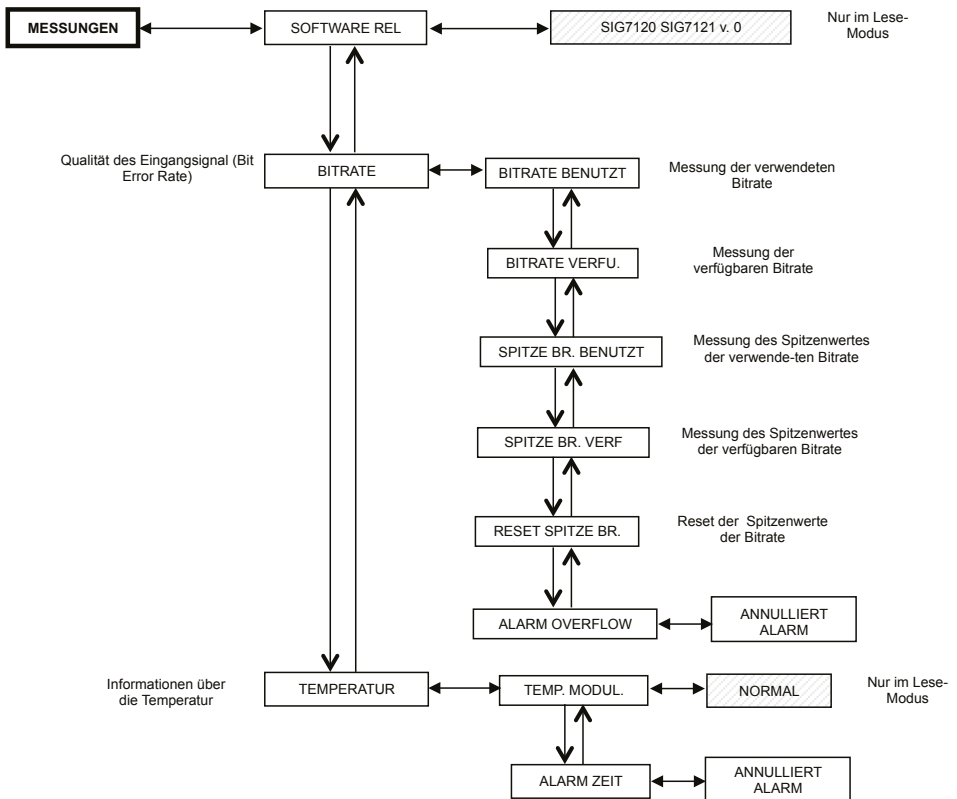 MESSUNGEN
SOFTWARE REL
SIG7120 SIG7121 v. 0
Nur im Lese-
Modus
Qualität des Eingangsignal (Bit
Error Rate)
BITRATE
BITRATE BENUTZT
Messung der verwendeten
Bitrate
BITRATE VERFU.
Messung der
verfügbaren Bitrate
SPITZE BR. BENUTZT
Messung des Spitzenwertes
der verwende-ten Bitrate
SPITZE BR. VERF
Messung des Spitzenwertes
der verfügbaren Bitrate
RESET SPITZE BR.
Reset der Spitzenwerte
der Bitrate
ALARM OVERFLOW
ANNULLIERT
ALARM
Informationen über
die Temperatur
TEMPERATUR
TEMP. MODUL.
NORMAL
Nur im Lese-
Modus
ALARM ZEIT
ANNULLIERT
ALARM